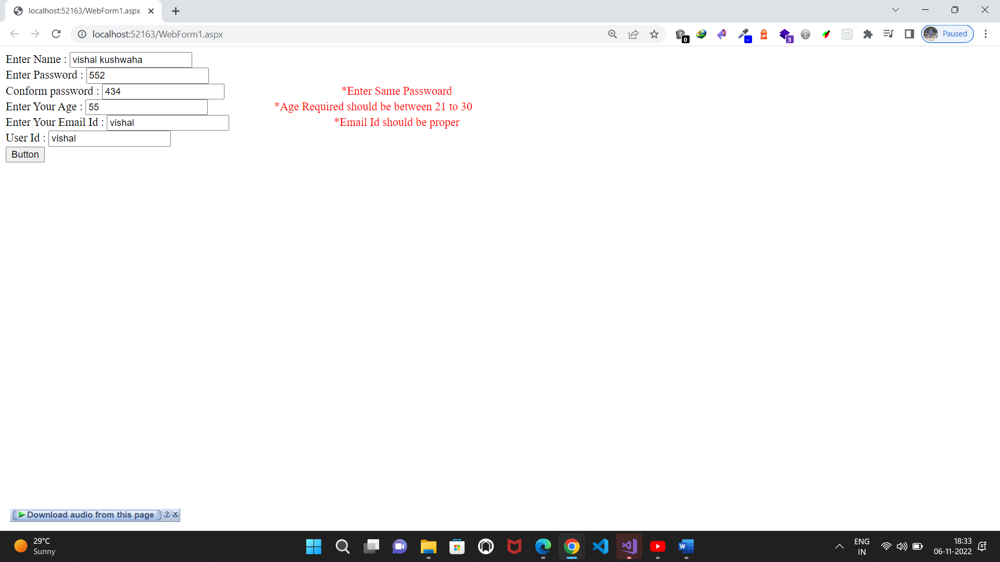 localhost:52163/WebForm1.aspx
localhost:52163/WebForm1.aspx
0
3
Paused
Enter Name : vishal kushwaha
Enter Password : 552
Conform password : 434 *Enter Same Passwoard
Enter Your Age : 55 *Age Required should be between 21 to 30
Enter Your Email Id : vishal *Email Id should be proper
User Id : vishal
Button
Download audio from this page ? x
29°C
Sunny
W
ENG
IN
18:33
06-11-2022